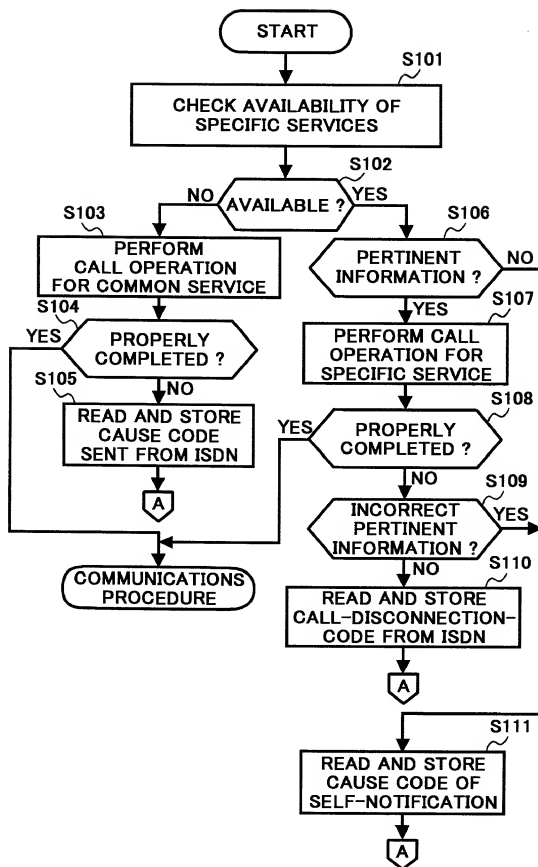 START
S101
CHECK AVAILABILITY OF
SPECIFIC SERVICES
S102
NO
AVAILABLE ?
YES
S103
PERFORM
CALL OPERATION
FOR COMMON SERVICE
S106
PERTINENT
INFORMATION ?
NO
YES
S104
YES
PROPERLY
COMPLETED ?
NO
S107
PERFORM CALL
OPERATION FOR
SPECIFIC SERVICE
S105
READ AND STORE
CAUSE CODE
SENT FROM ISDN
A
S108
YES
PROPERLY
COMPLETED ?
NO
S109
INCORRECT
PERTINENT
INFORMATION ?
YES
NO
COMMUNICATIONS
PROCEDURE
S110
READ AND STORE
CALL-DISCONNECTION-
CODE FROM ISDN
A
S111
READ AND STORE
CAUSE CODE OF
SELF-NOTIFICATION
A